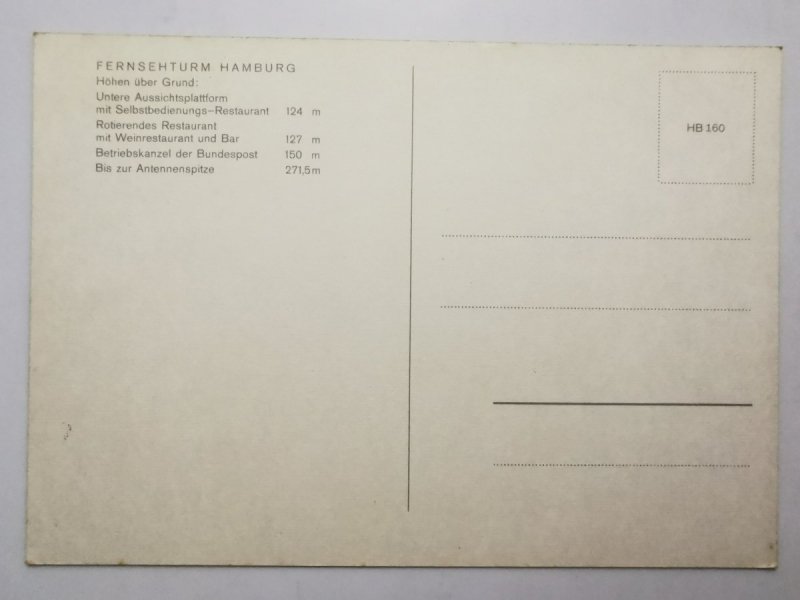 FERNSEHTURM HAMBURG
Höhen über Grund:
Untere Aussichtsplattform
mit Selbstbedienungs-Restaurant 124 m
Rotierendes Restaurant
mit Weinrestaurant und Bar 127 m
Betriebskanzel der Bundespost 150 m
Bis zur Antennenspitze 271,5 m
HB 160